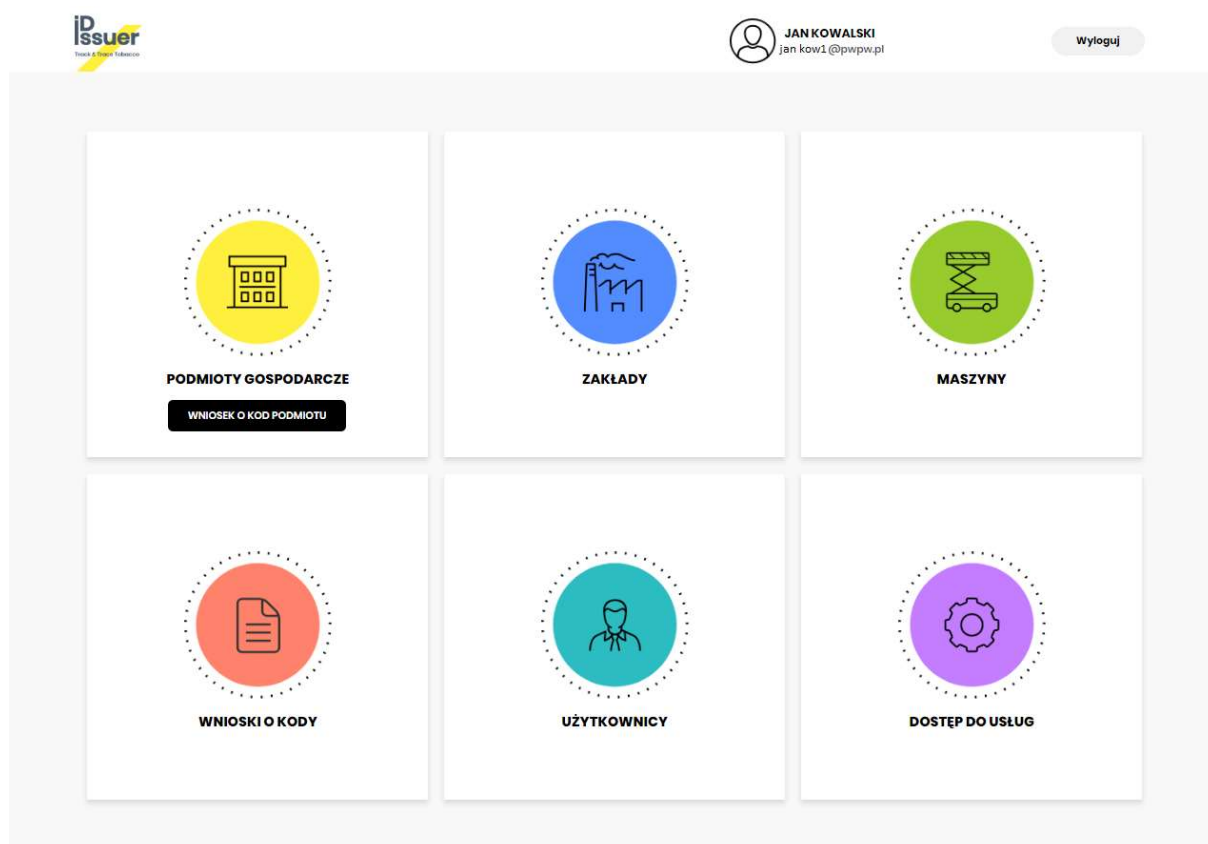 iD
Issuer
Track & Trace Tobacco
JAN KOWALSKI
jan kow1@pwpw.pl
Wyloguj
PODMIOTY GOSPODARCZE
WNIOSEK O KOD PODMIOTU
ZAKŁADY
MASZYNY
WNIOSKI O KODY
UŻYTKOWNICY
DOSTĘP DO USŁUG